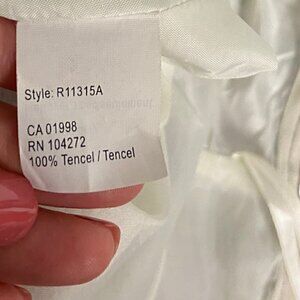 Style: R11315A
CA 01998
RN 104272
100% Tencel / Tencel